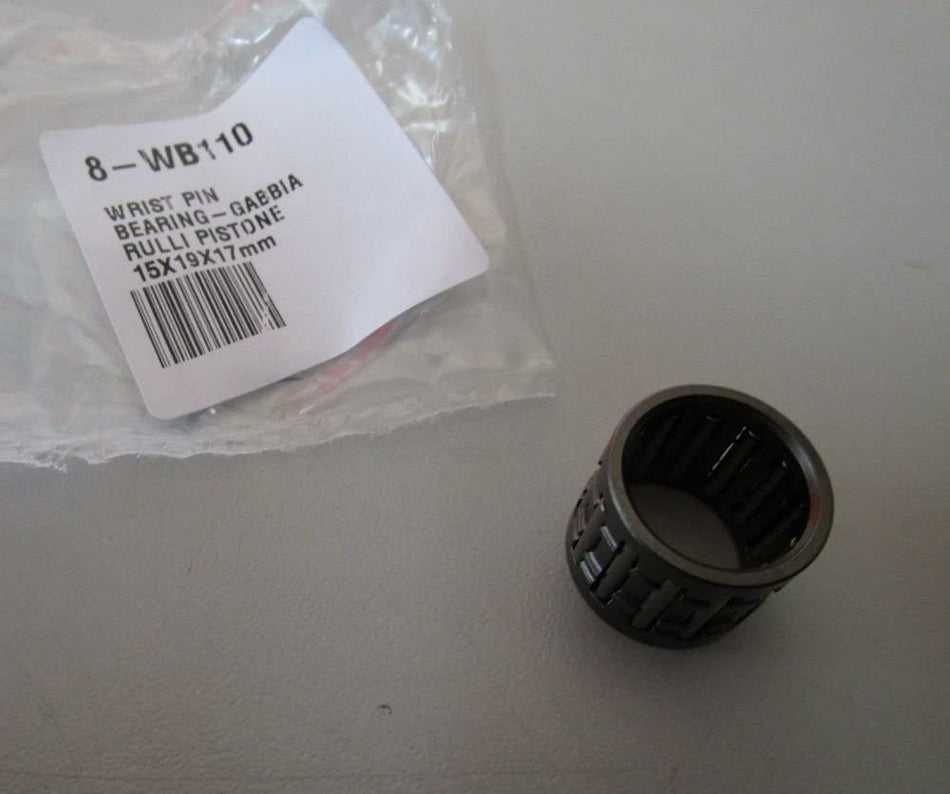 8-WB110
WRIST PIN
BEARING-GABBIA
RULLI PISTONE
15X19X17mm